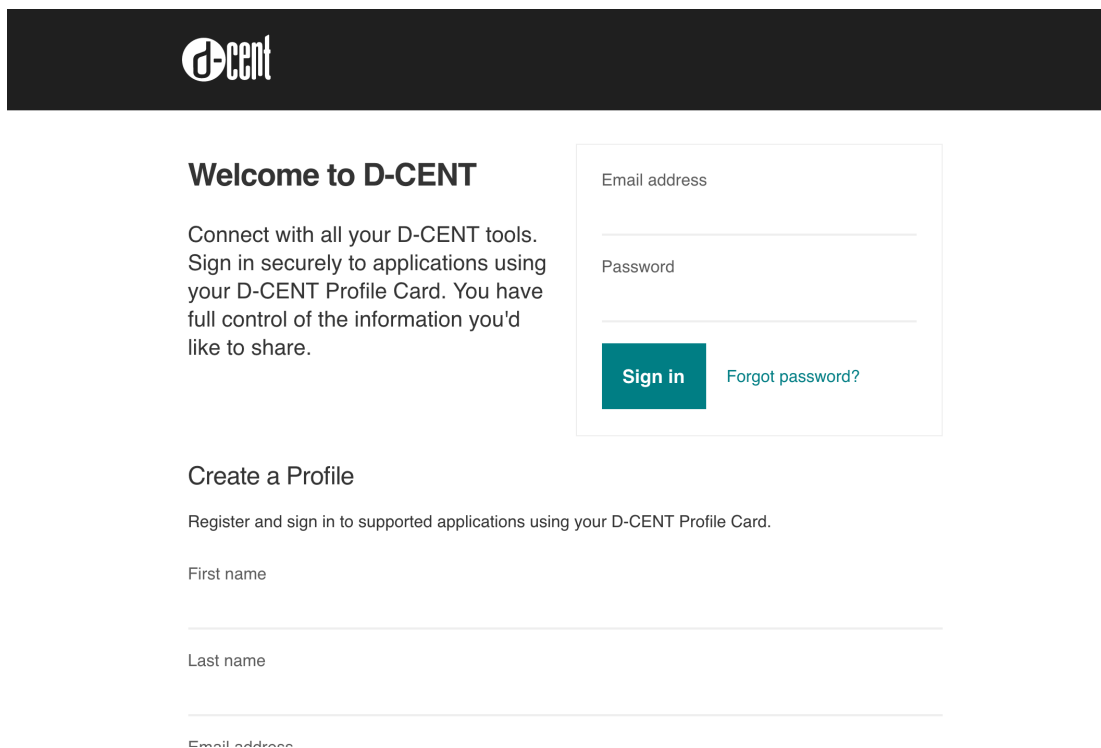 d-cent
Welcome to D-CENT
Connect with all your D-CENT tools.
Sign in securely to applications using
your D-CENT Profile Card. You have
full control of the information you'd
like to share.
Email address
Password
Sign in
Forgot password?
Create a Profile
Register and sign in to supported applications using your D-CENT Profile Card.
First name
Last name
Email address